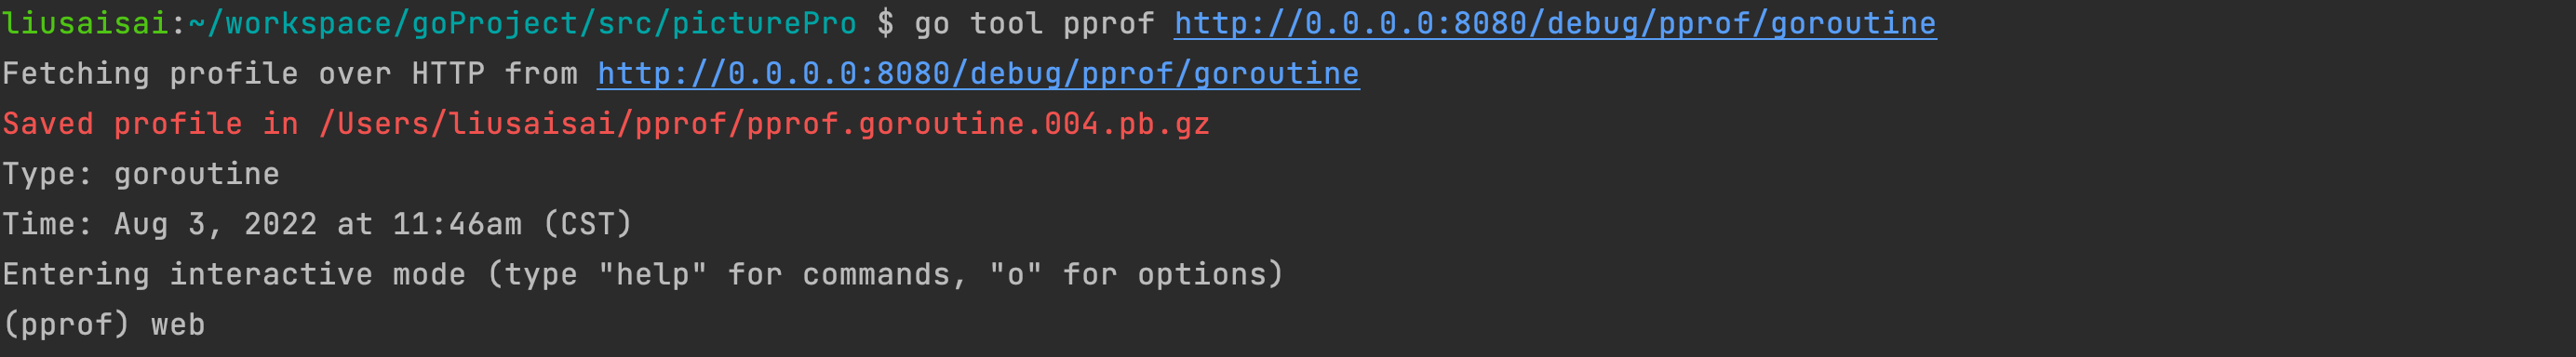 liusaisai:~/workspace/goProject/src/picturePro $ go tool pprof http://0.0.0.0:8080/debug/pprof/goroutine
Fetching profile over HTTP from http://0.0.0.0:8080/debug/pprof/goroutine
Saved profile in /Users/liusaisai/pprof/pprof.goroutine.004.pb.gz
Type: goroutine
Time: Aug 3, 2022 at 11:46am (CST)
Entering interactive mode (type "help" for commands, "o" for options)
(pprof) web